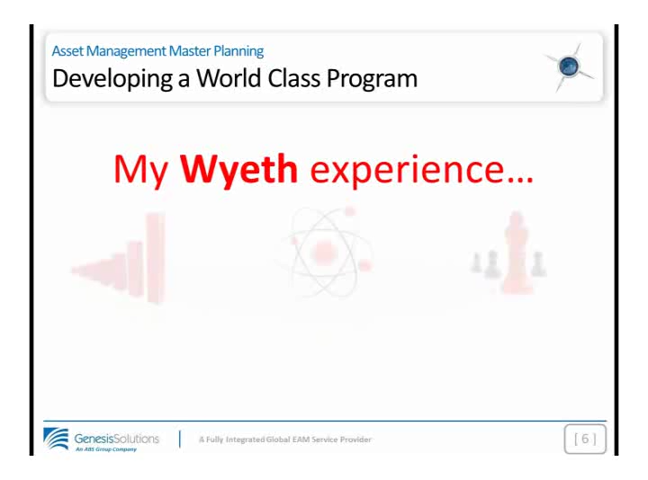 Asset Management Master Planning
Developing a World Class Program
My Wyeth experience...
GenesisSolutions
An ABS Group Company
A Fully Integrated Global EAM Service Provider
[ 6 ]